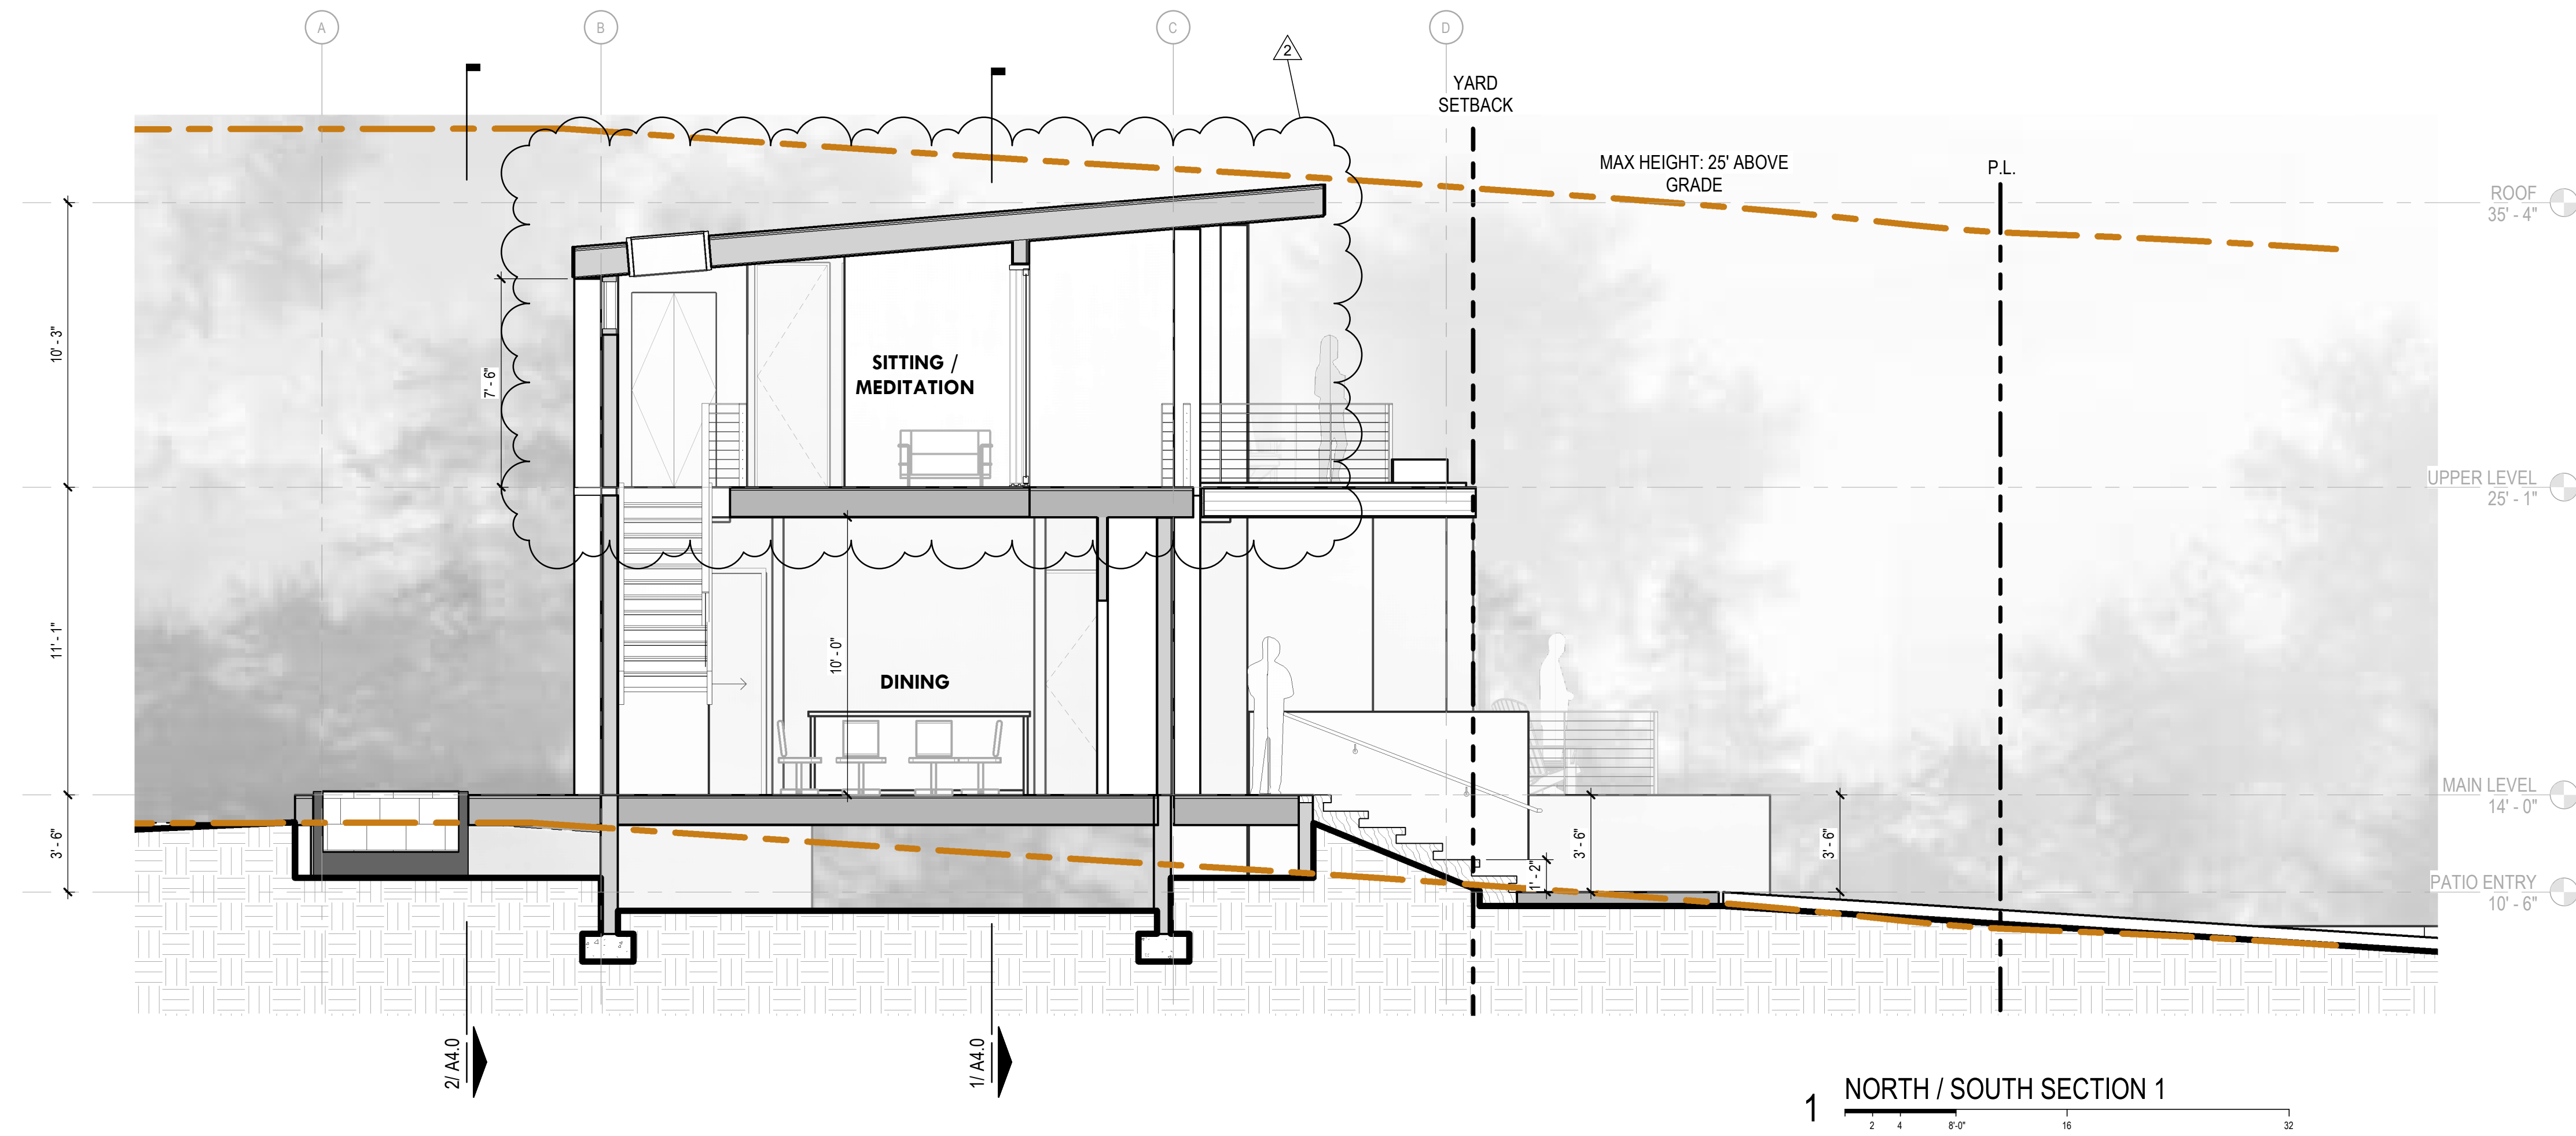 A
B
C
D
2
YARD
SETBACK
MAX HEIGHT: 25' ABOVE
GRADE
P.L.
ROOF
35' - 4"
10' - 3"
7' - 6"
SITTING /
MEDITATION
UPPER LEVEL
25' - 1"
11' - 1"
10' - 0"
DINING
MAIN LEVEL
14' - 0"
3' - 6"
1' - 2"
3' - 6"
3' - 6"
PATIO ENTRY
10' - 6"
2/ A4.0
1/ A4.0
1
NORTH / SOUTH SECTION 1
2
4
8'-0"
16
32